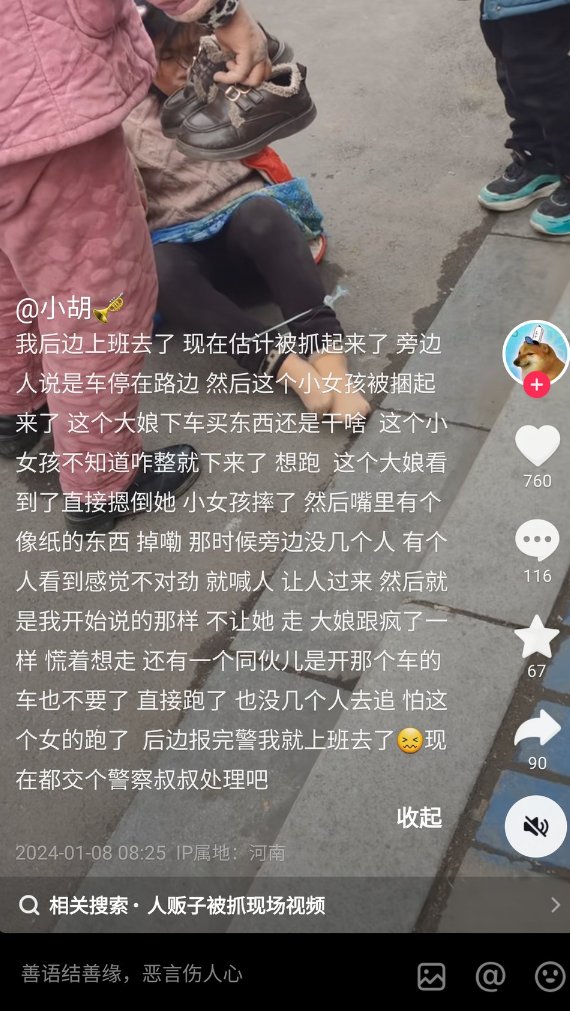 @小胡🎺
我后边上班去了 现在估计被抓起来了 旁边
人说是车停在路边 然后这个小女孩被捆起
来了 这个大娘下车买东西还是干啥 这个小
女孩不知道咋整就下来了 想跑 这个大娘看
到了直接摁倒她 小女孩摔了 然后嘴里有个
像纸的东西 掉嘞 那时候旁边没几个人 有个
人看到感觉不对劲 就喊人 让人过来 然后就
是我开始说的那样 不让她 走 大娘跟疯了一
样 慌着想走 还有一个同伙儿是开那个车的
车也不要了 直接跑了 也没几个人去追 怕这
个女的跑了 后边报完警我就上班去了😖现
在都交个警察叔叔处理吧
收起
2024-01-08 08:25 IP属地：河南
760
116
67
90
相关搜索· 人贩子被抓现场视频
善语结善缘，恶言伤人心